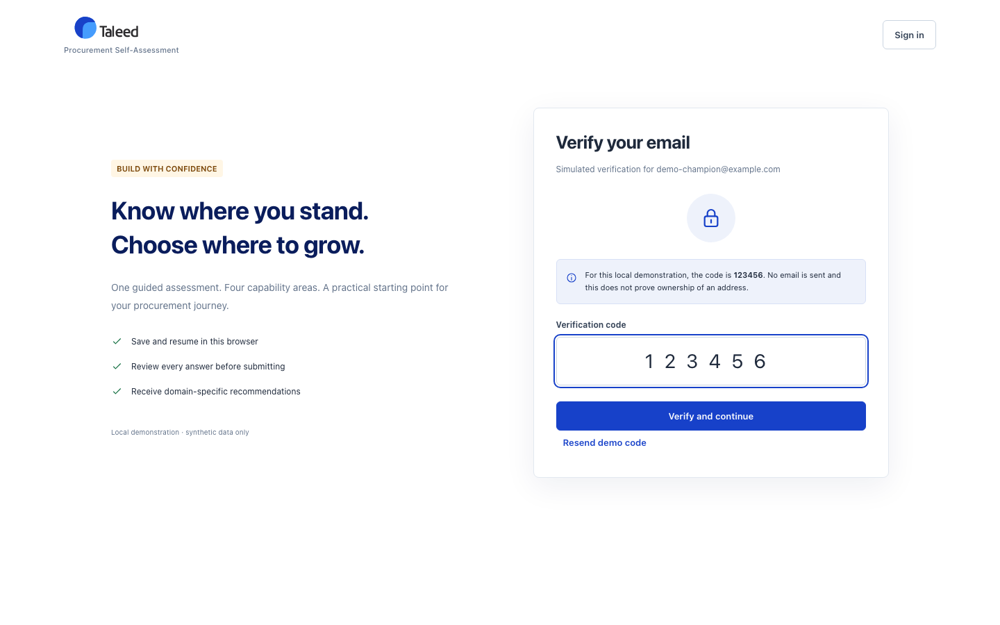 Taleed
Procurement Self-Assessment
Sign in
BUILD WITH CONFIDENCE
Know where you stand.
Choose where to grow.
One guided assessment. Four capability areas. A practical starting point for
your procurement journey.
Save and resume in this browser
Review every answer before submitting
Receive domain-specific recommendations
Local demonstration · synthetic data only
Verify your email
Simulated verification for demo-champion@example.com
For this local demonstration, the code is 123456. No email is sent and
this does not prove ownership of an address.
Verification code
1 2 3 4 5 6
Verify and continue
Resend demo code